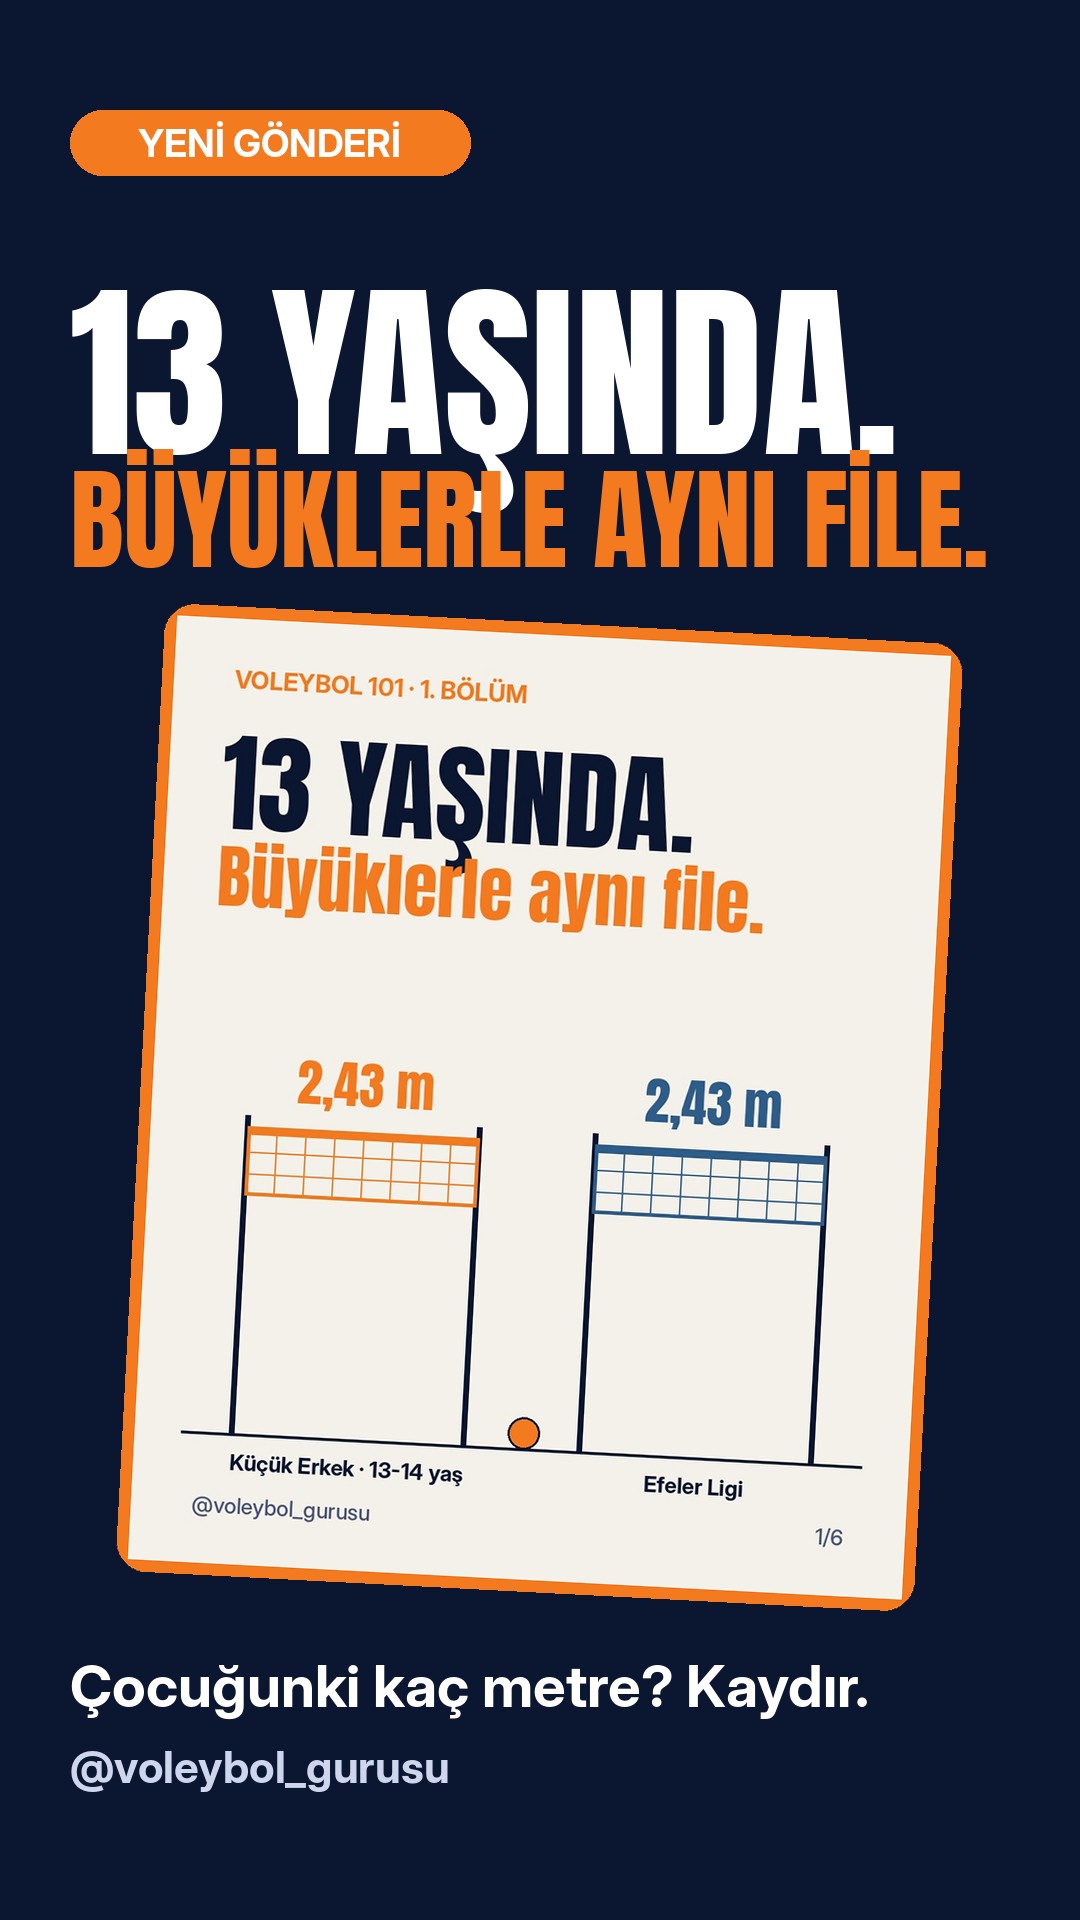 YENİ GÖNDERİ
13 YAŞINDA.
BÜYÜKLERLE AYNI FİLE.
VOLEYBOL 101 · 1. BÖLÜM
13 YAŞINDA.
Büyüklerle aynı file.
2,43 m
2,43 m
Küçük Erkek · 13-14 yaş
Efeler Ligi
@voleybol_gurusu
1/6
Çocuğunki kaç metre? Kaydır.
@voleybol_gurusu